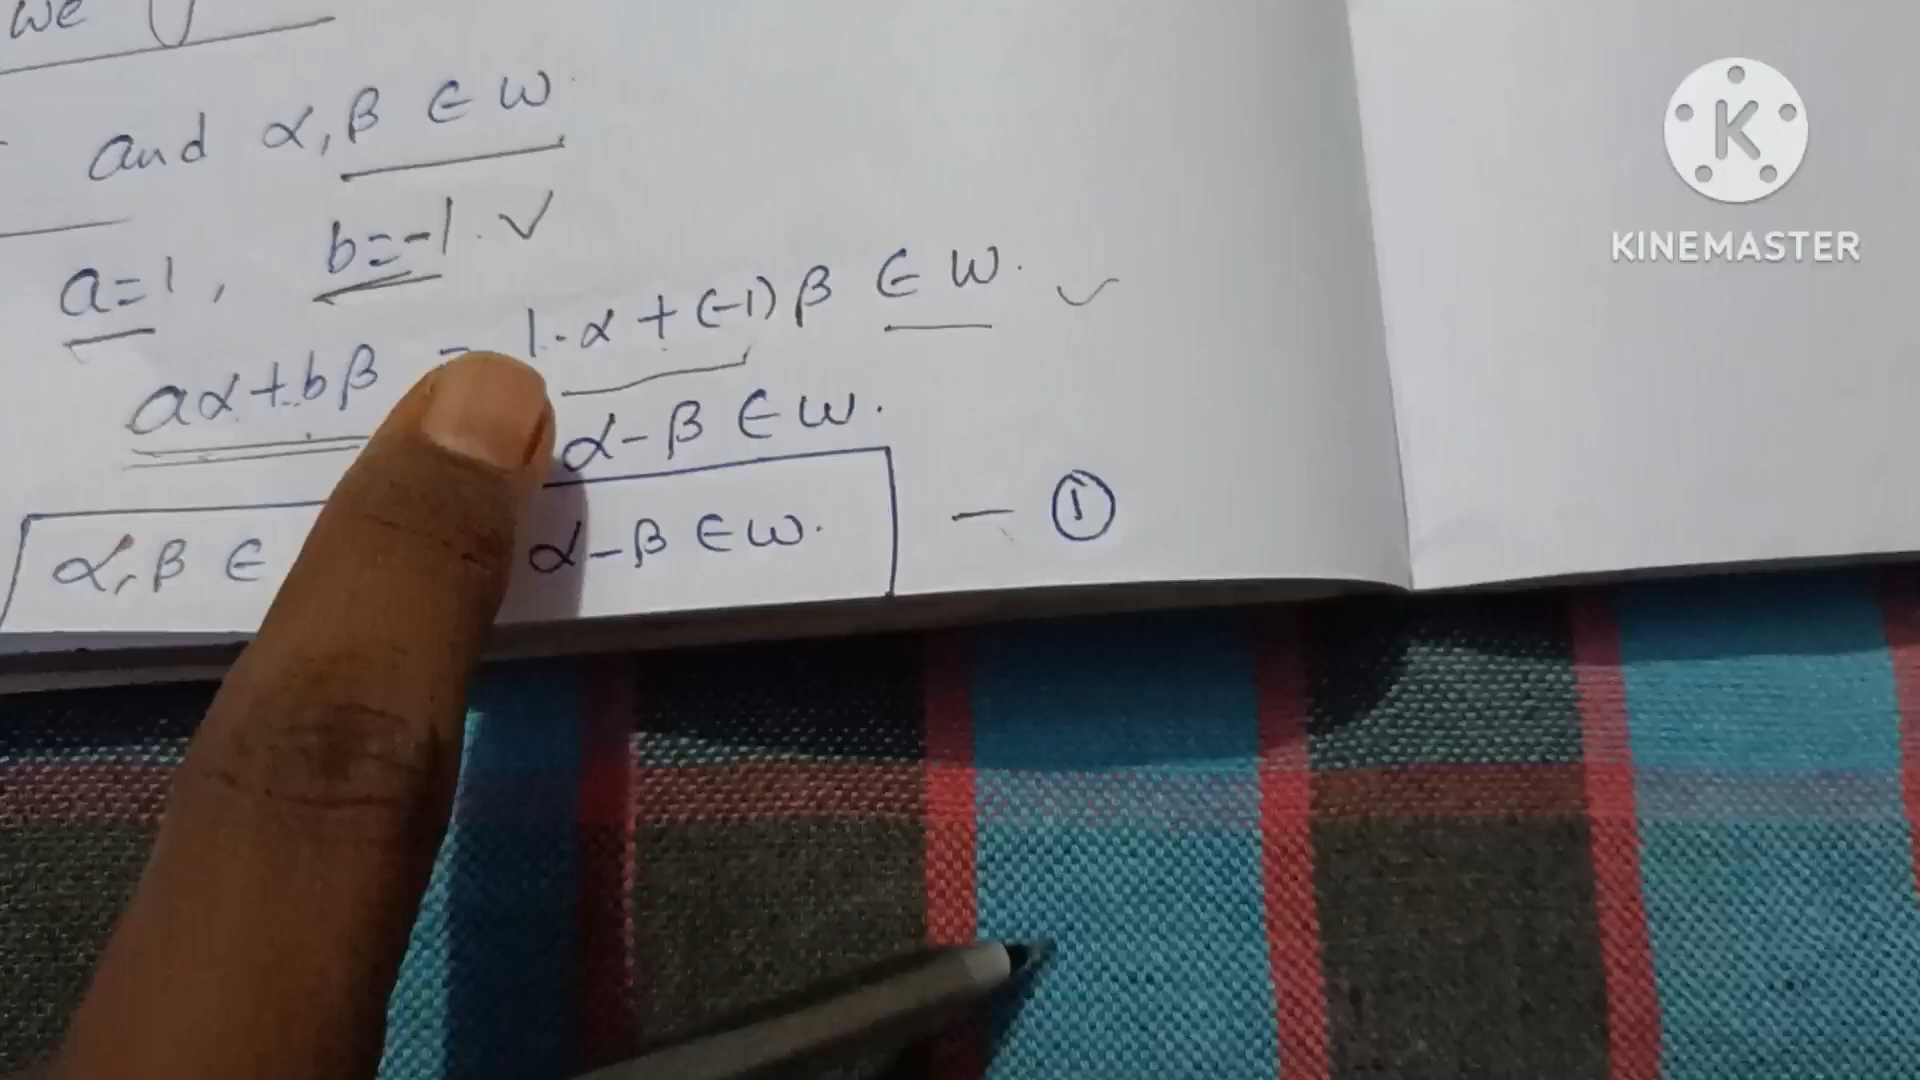 we
and α, β ∈ W.
a=1, b=-1. ✓
aα+bβ = 1·α + (-1) β ∈ W. ✓
α-β ∈ W.
α, β ∈ α-β ∈ W. — ①
K
KINEMASTER